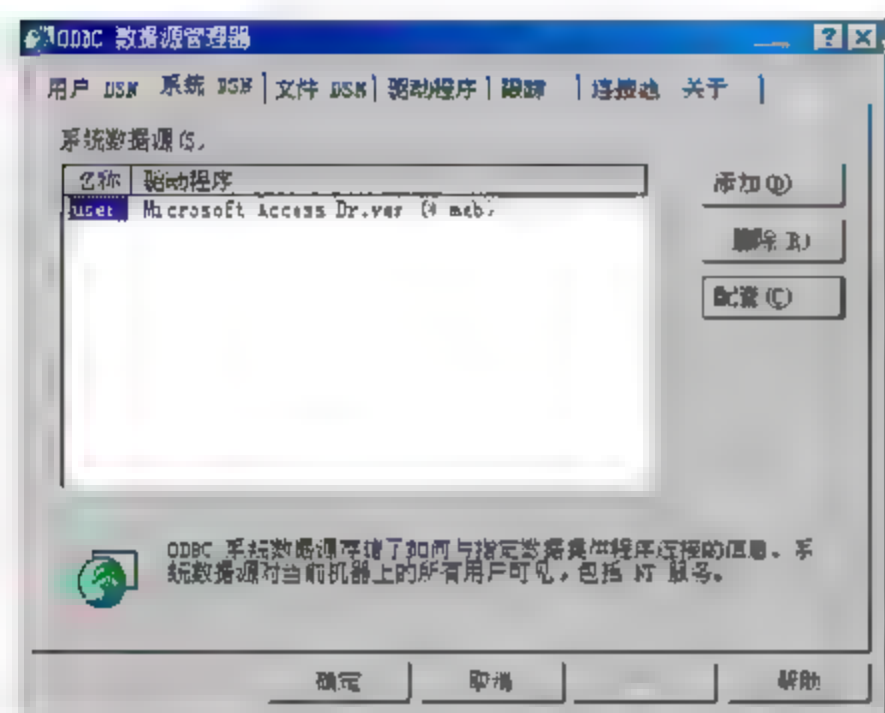 ODBC 数据源管理器
用户 DSN 系统 DSN 文件 DSN 驱动程序 跟踪 连接池 关于
系统数据源(S)
名称 驱动程序
user Microsoft Access Driver (*.mdb)
添加(D)
删除(R)
配置(C)
ODBC 系统数据源存储了如何与指定数据提供程序连接的信息。系
统数据源对当前机器上的所有用户可见，包括 NT 服务。
确定 取消 帮助